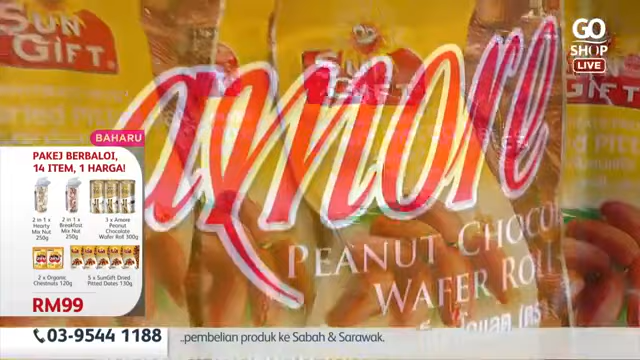 SUN
GIFT
SUN
GIFT
GO
SHOP
LIVE
GIFT
amore
PEANUT CHOCO
WAFER ROLL
BAHARU
PAKEJ BERBALOI,
14 ITEM, 1 HARGA!
2 in 1 x
Hearty
Mix Nut
250g
2 in 1 x
Breakfast
Mix Nut
250g
3 x Amore
Peanut
Chocolate
Wafer Roll 300g
2 x Organic
Chestnuts 120g
5 x SunGift Dried
Pitted Dates 130g
RM99
03-9544 1188
..pembelian produk ke Sabah & Sarawak.